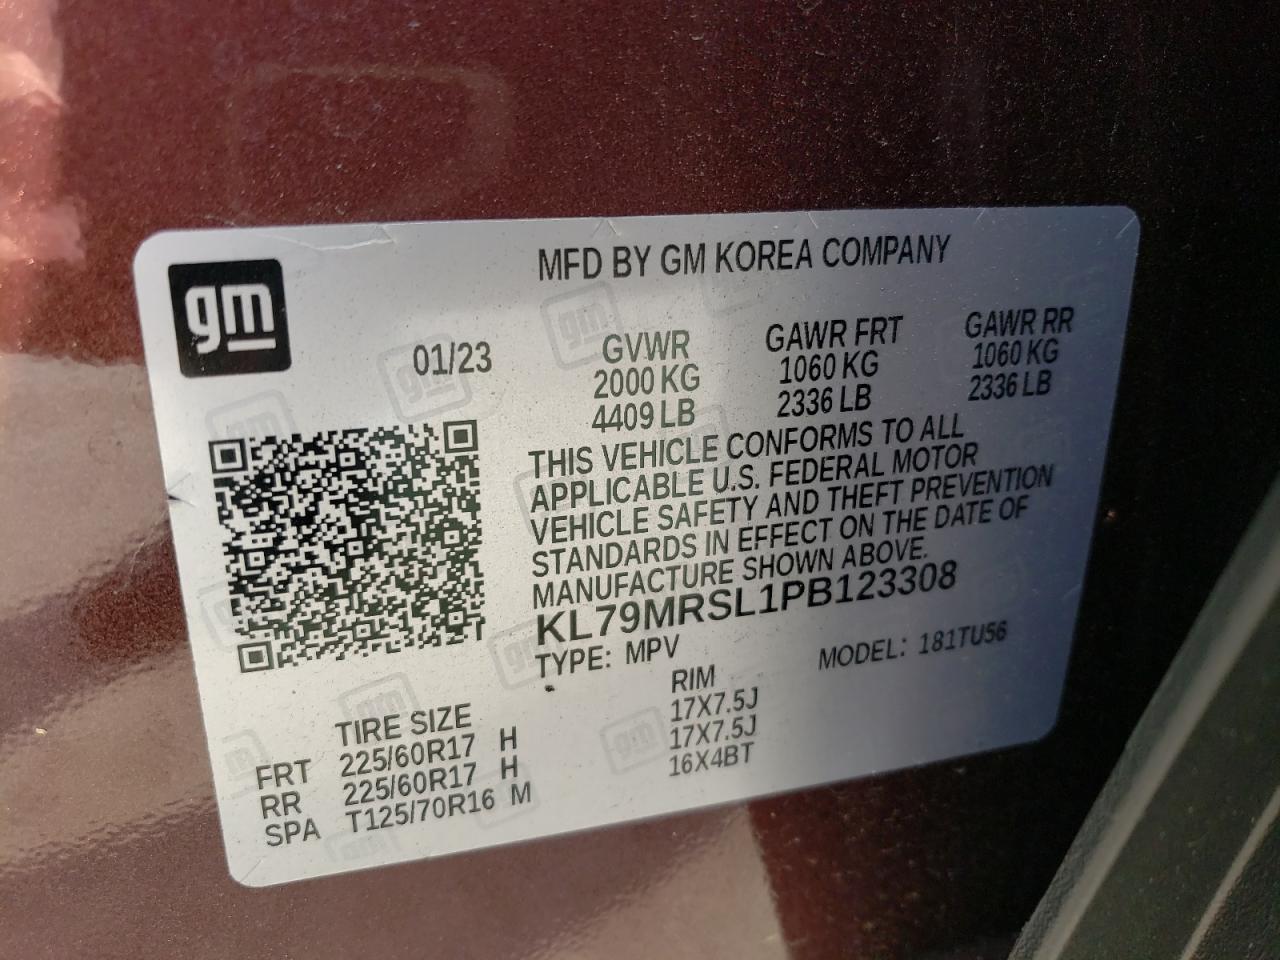 gm
MFD BY GM KOREA COMPANY
01/23
GVWR GAWR FRT GAWR RR
2000 KG 1060 KG 1060 KG
4409 LB 2336 LB 2336 LB
THIS VEHICLE CONFORMS TO ALL
APPLICABLE U.S. FEDERAL MOTOR
VEHICLE SAFETY AND THEFT PREVENTION
STANDARDS IN EFFECT ON THE DATE OF
MANUFACTURE SHOWN ABOVE.
KL79MRSL1PB123308
TYPE: MPV MODEL: 181TU56
TIRE SIZE RIM
FRT 225/60R17 H 17X7.5J
RR 225/60R17 H 17X7.5J
SPA T125/70R16 M 16X4BT